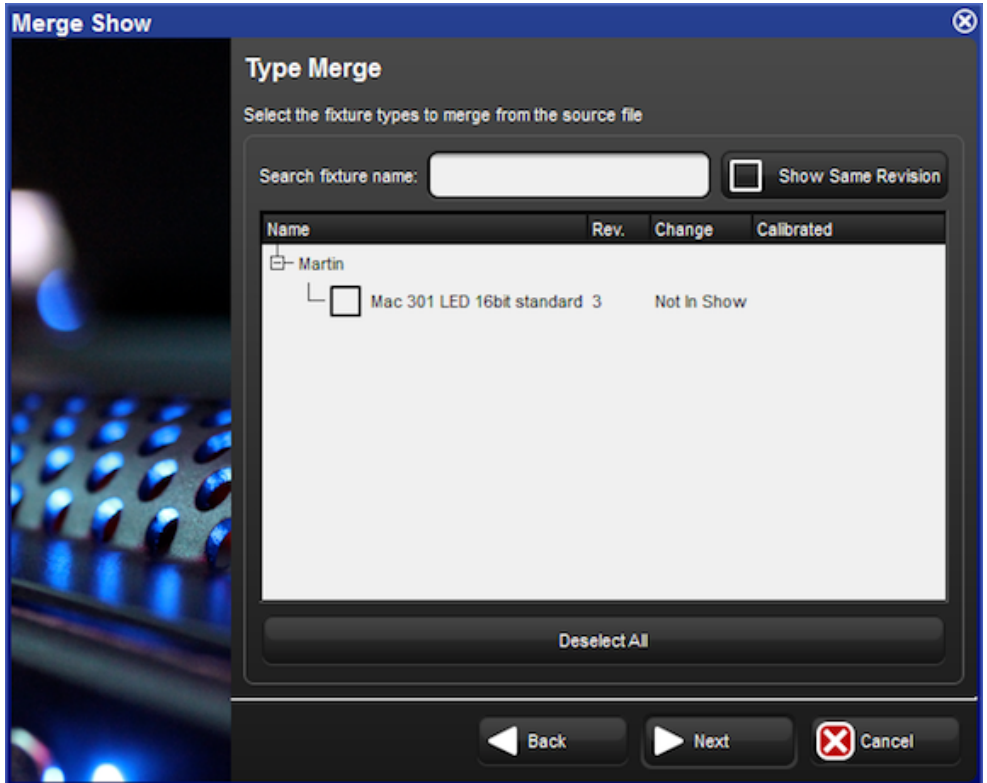 Merge Show
Type Merge
Select the fixture types to merge from the source file
Search fixture name: Show Same Revision
Name Rev. Change Calibrated
Martin
Mac 301 LED 16bit standard 3 Not In Show
Deselect All
Back Next Cancel